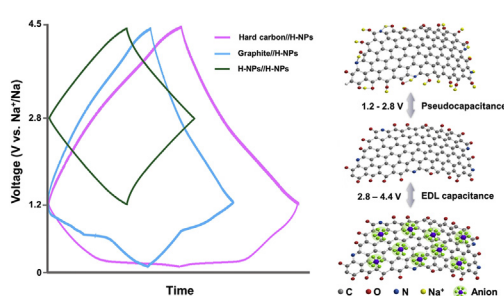 4.5
2.8
1.2
0
Voltage (V vs. Na⁺/Na)
Time
Hard carbon//H-NPs
Graphite//H-NPs
H-NPs//H-NPs
1.2 - 2.8 V Pseudocapacitance
2.8 – 4.4 V EDL capacitance
C O N Na⁺ Anion